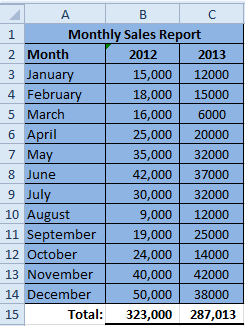 A B C
1 Monthly Sales Report
2 Month 2012 2013
3 January 15,000 12000
4 February 18,000 15000
5 March 16,000 6000
6 April 25,000 20000
7 May 35,000 32000
8 June 42,000 37000
9 July 30,000 32000
10 August 9,000 12000
11 September 19,000 25000
12 October 24,000 14000
13 November 40,000 42000
14 December 50,000 38000
15 Total: 323,000 287,013